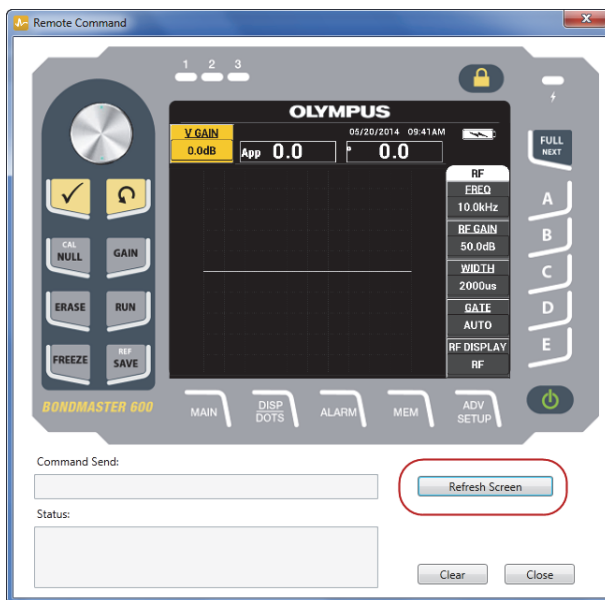 Remote Command
1 2 3
OLYMPUS
V GAIN
0.0dB
05/20/2014 09:41AM
App 0.0
0.0
FULL
NEXT
RF
FREQ
10.0kHz
RF GAIN
50.0dB
WIDTH
2000us
GATE
AUTO
RF DISPLAY
RF
A
B
C
D
E
CAL
NULL
GAIN
ERASE
RUN
FREEZE
REF
SAVE
BONDMASTER 600
MAIN
DISP
DOTS
ALARM
MEM
ADV
SETUP
Command Send:
Refresh Screen
Status:
Clear
Close